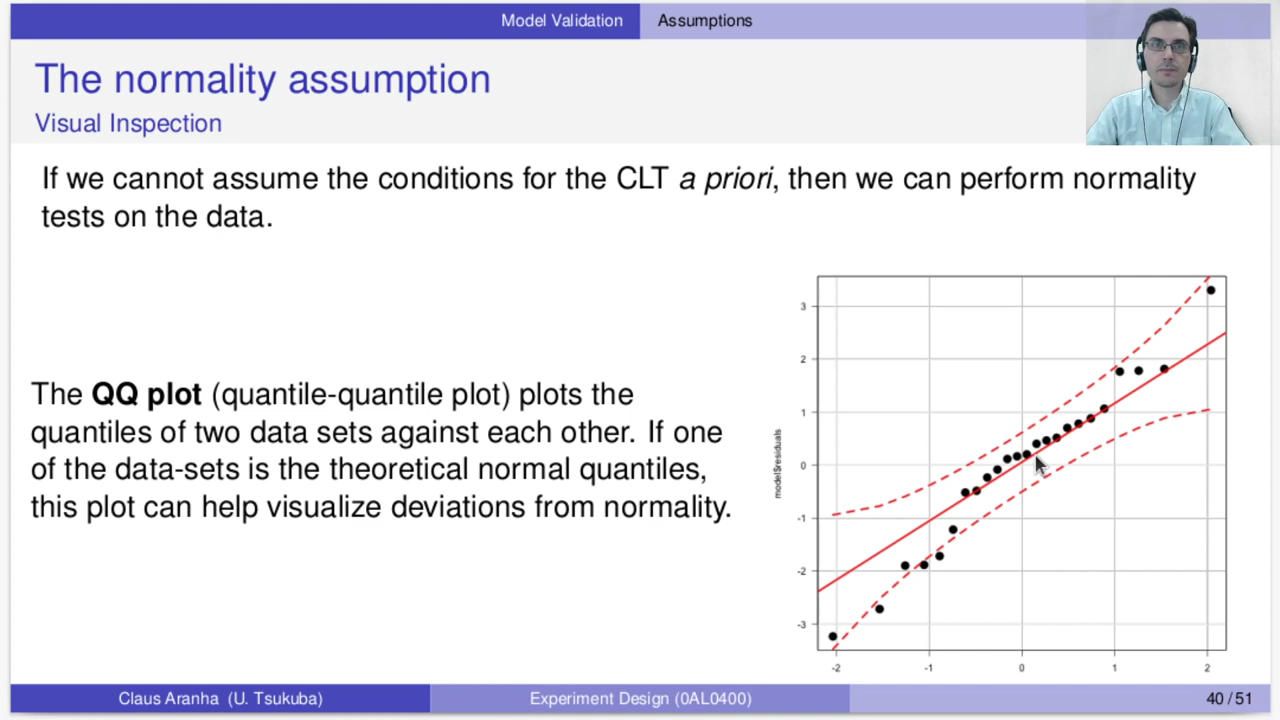 Model Validation Assumptions
The normality assumption
Visual Inspection
If we cannot assume the conditions for the CLT a priori, then we can perform normality
tests on the data.
The QQ plot (quantile-quantile plot) plots the
quantiles of two data sets against each other. If one
of the data-sets is the theoretical normal quantiles,
this plot can help visualize deviations from normality.
model$residuals
3
2
1
0
-1
-2
-3
-2 -1 0 1 2
Claus Aranha (U. Tsukuba) Experiment Design (0AL0400) 40 / 51